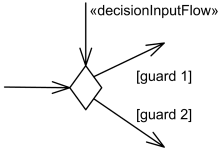 «decisionInputFlow»
[guard 1]
[guard 2]